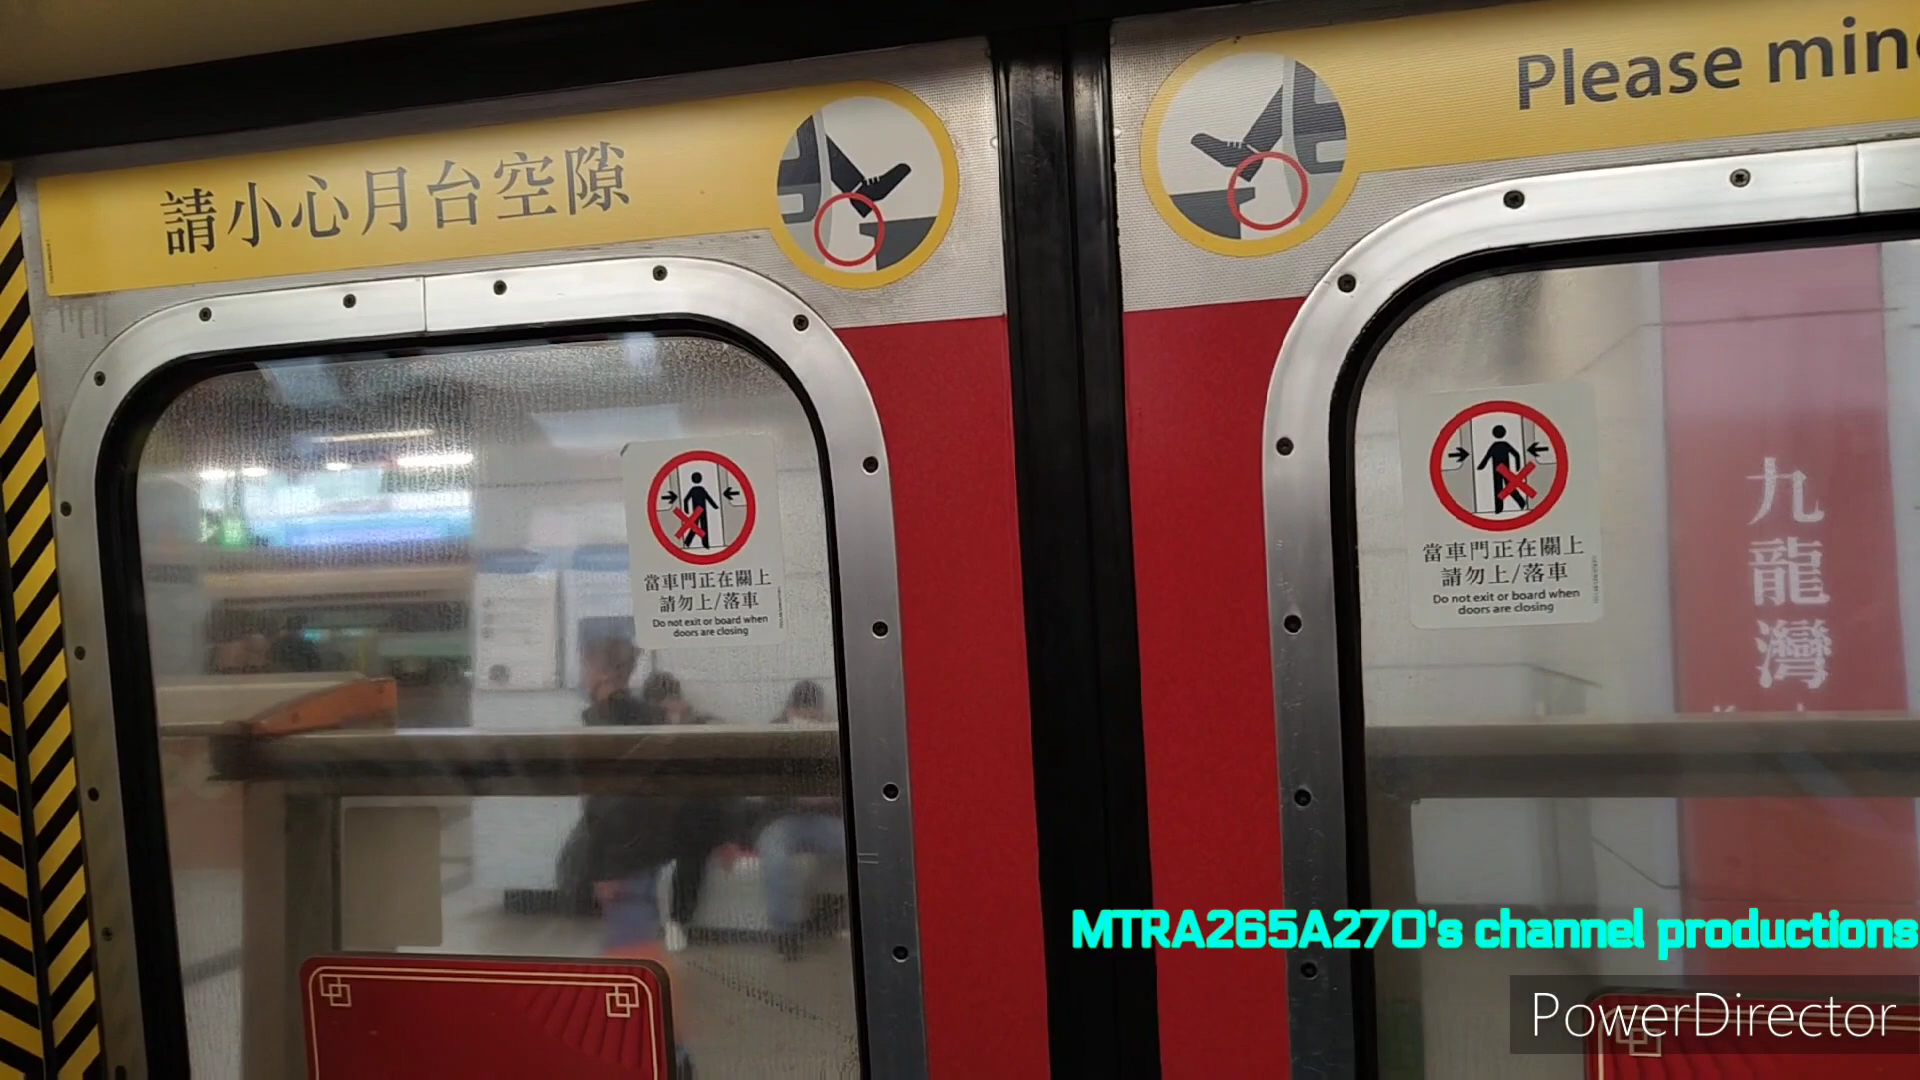 請小心月台空隙
Please min
當車門正在關上
請勿上/落車
Do not exit or board when
doors are closing
當車門正在關上
請勿上/落車
Do not exit or board when
doors are closing
九龍灣
MTRA265A270's channel productions
PowerDirector